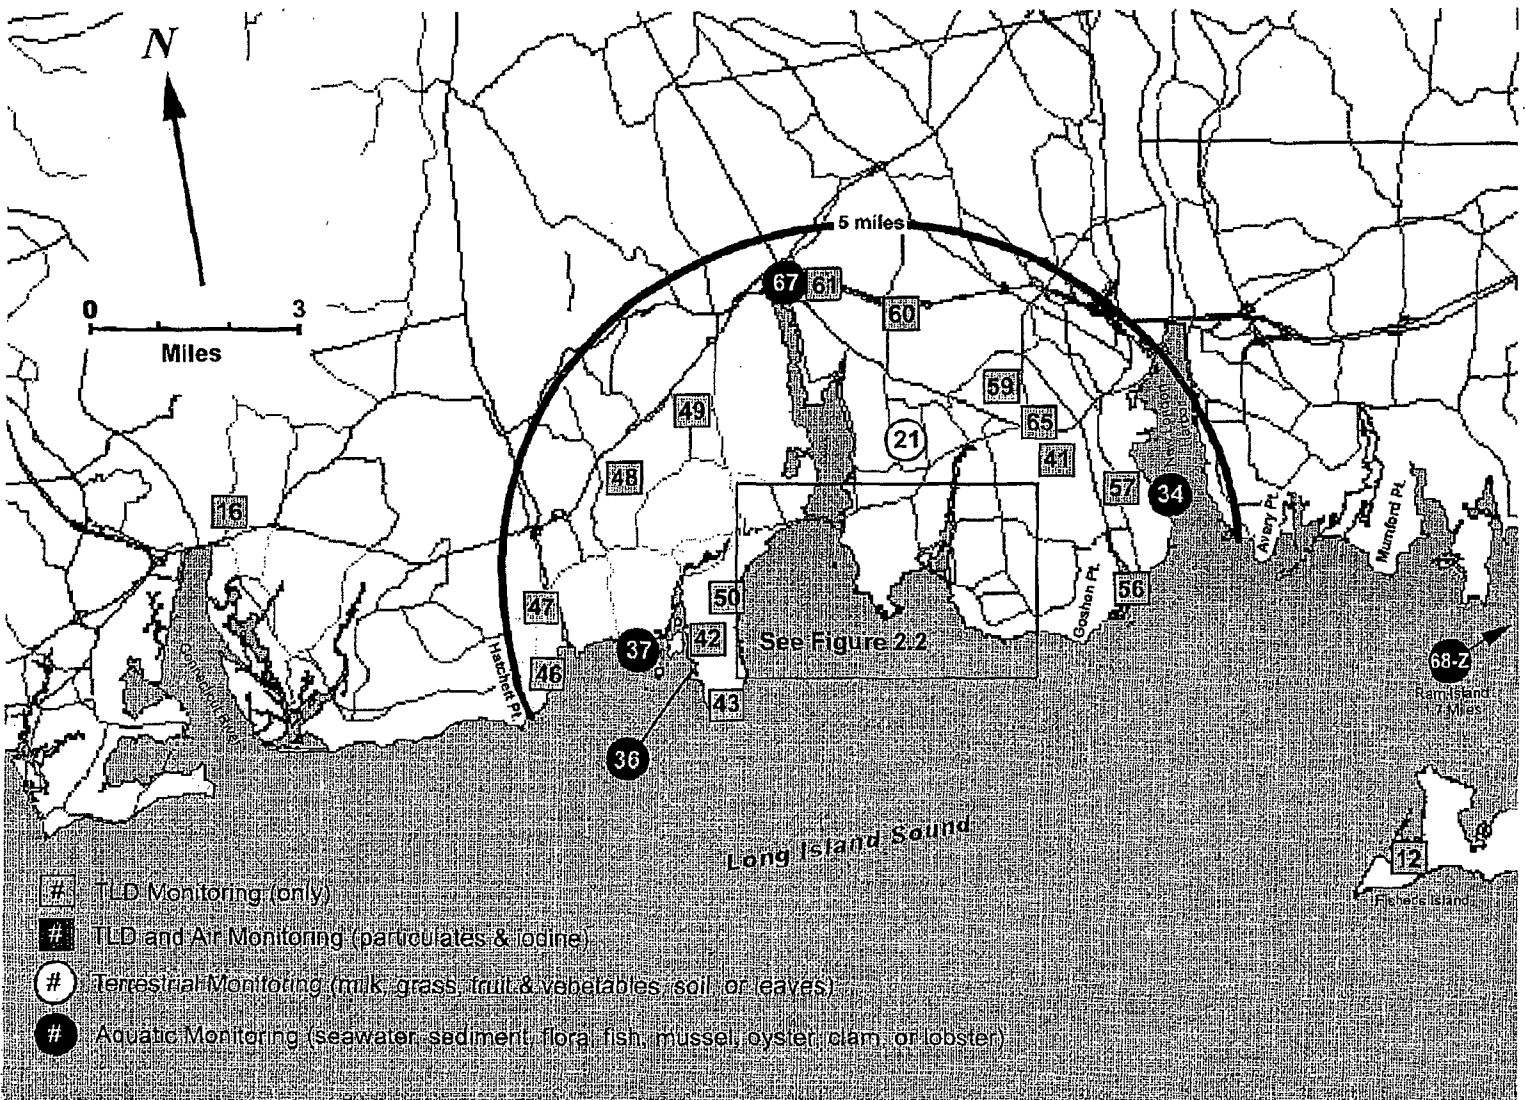 N
5 miles
67
61
60
0
3
Miles
59
49
65
21
41
48
57
34
16
Avery Pt.
Mumford Pt.
Goshen Pt.
56
50
47
42
See Figure 2.2
37
46
Hatchett Pt.
43
68-Z
Ram Island
7 Miles
Connecticut River
36
Long Island Sound
12
Fishers Island
# TLD Monitoring (only)
# TLD and Air Monitoring (particulates & iodine)
# Terrestrial Monitoring (milk, grass, fruit & vebetables, soil, or leaves)
# Aquatic Monitoring (seawater, sediment, flora, fish, mussel, oyster, clam, or lobster)